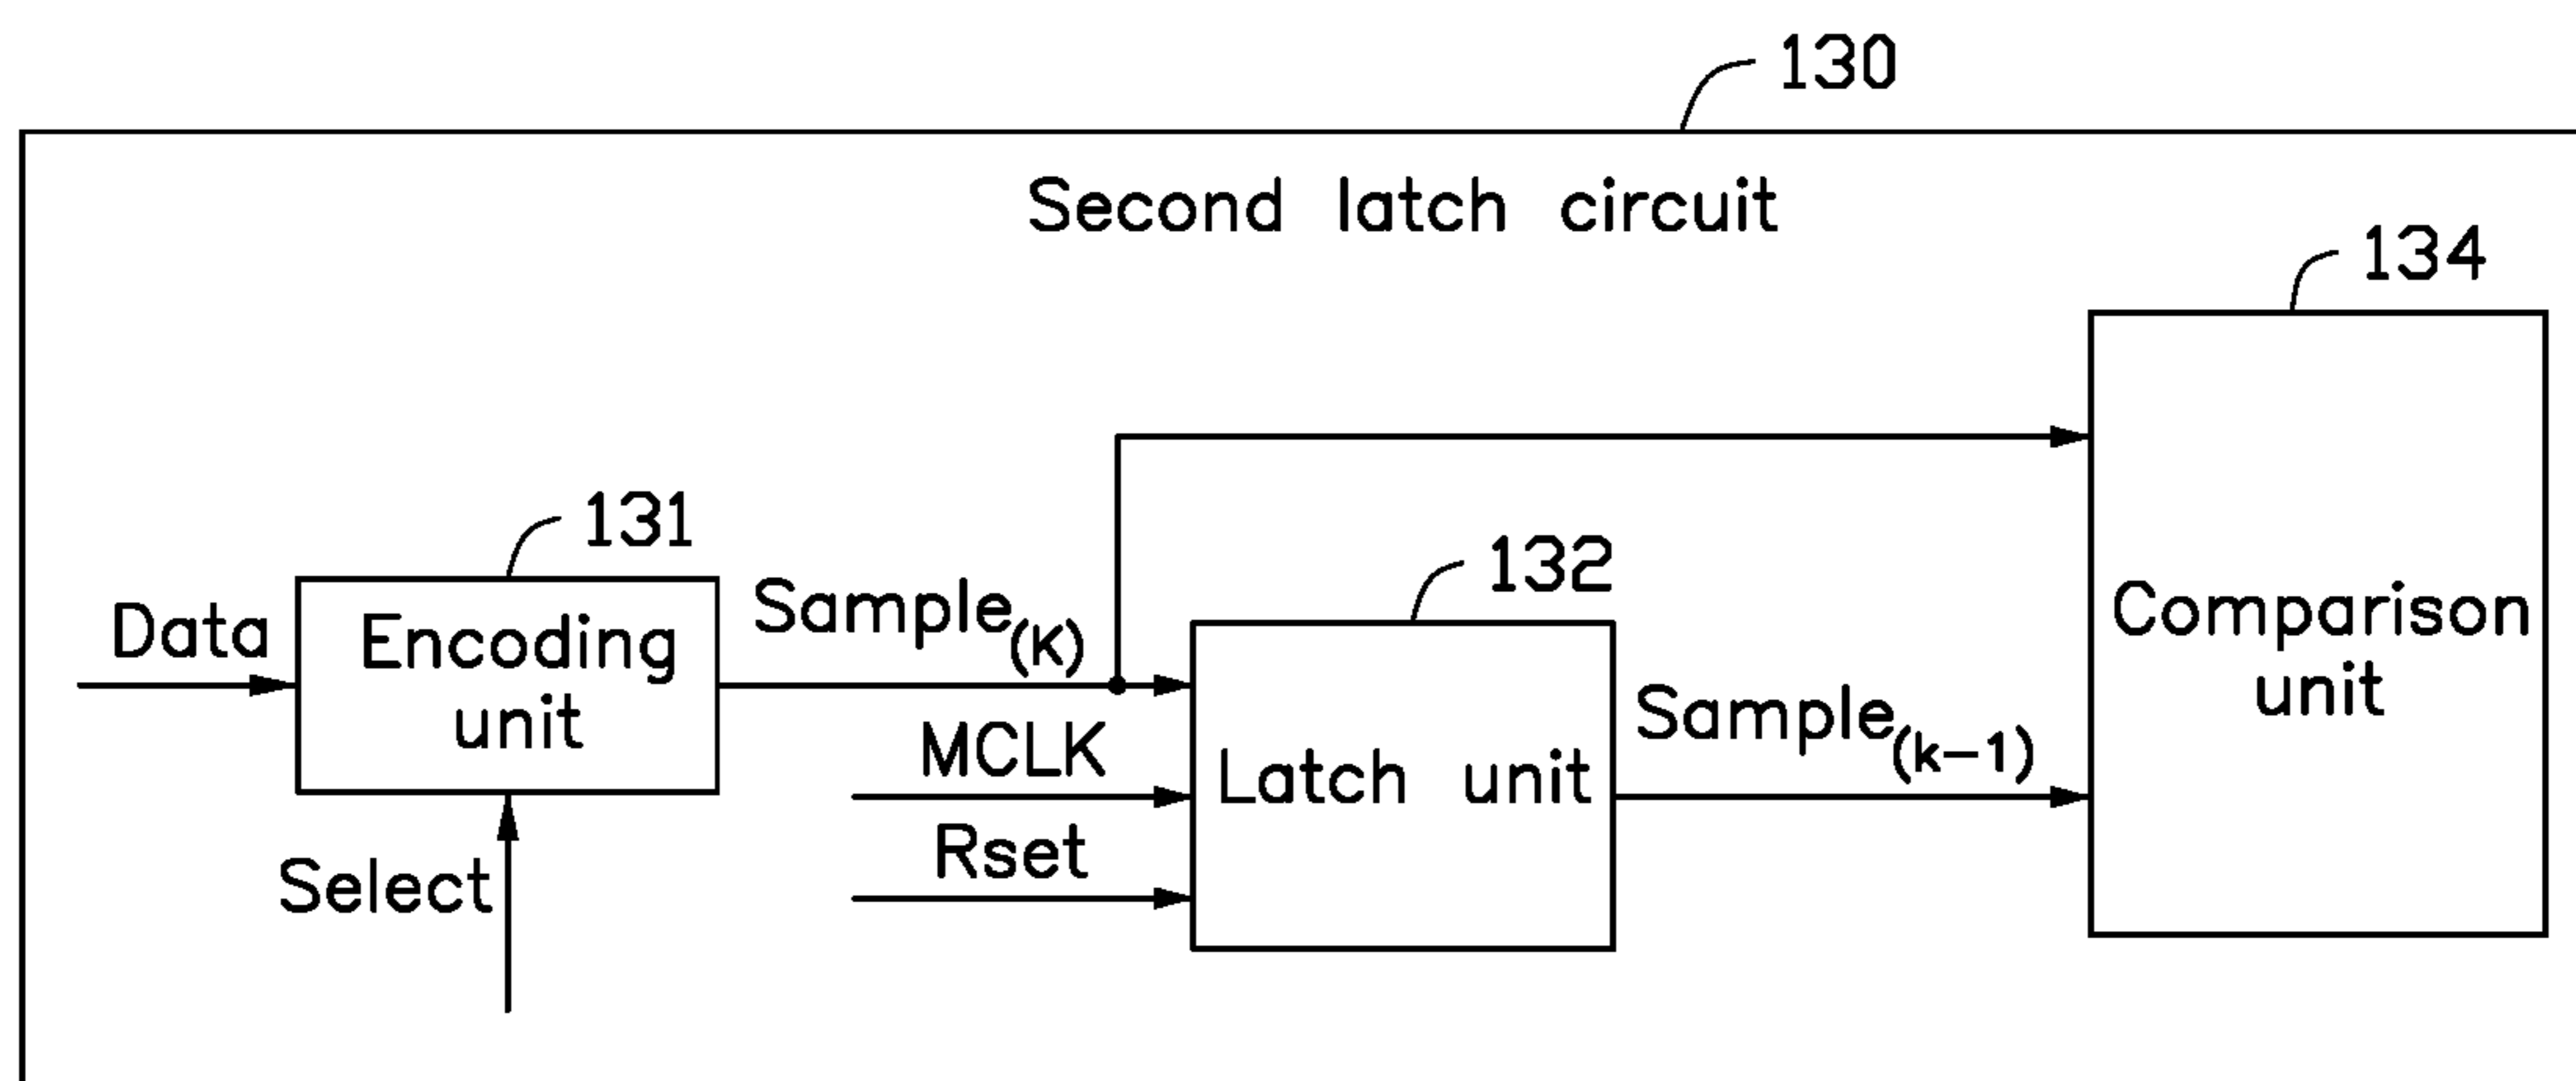 130
Second latch circuit
134
131
132
Data
Encoding
unit
Sample(K)
Select
MCLK
Rset
Latch unit
Sample(k-1)
Comparison
unit